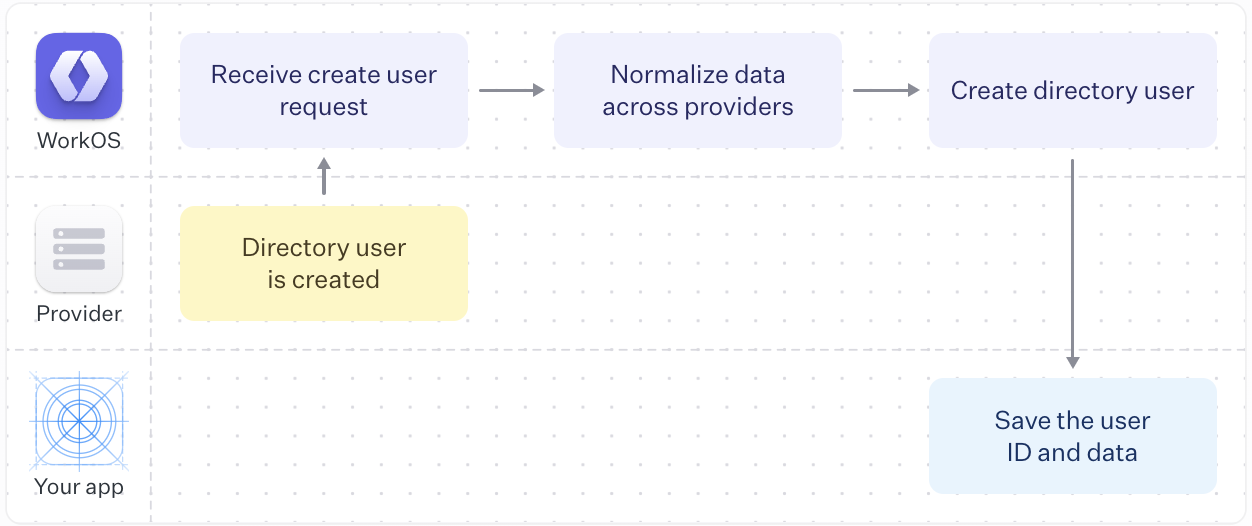 WorkOS
Receive create user
request
Normalize data
across providers
Create directory user
Provider
Directory user
is created
Your app
Save the user
ID and data